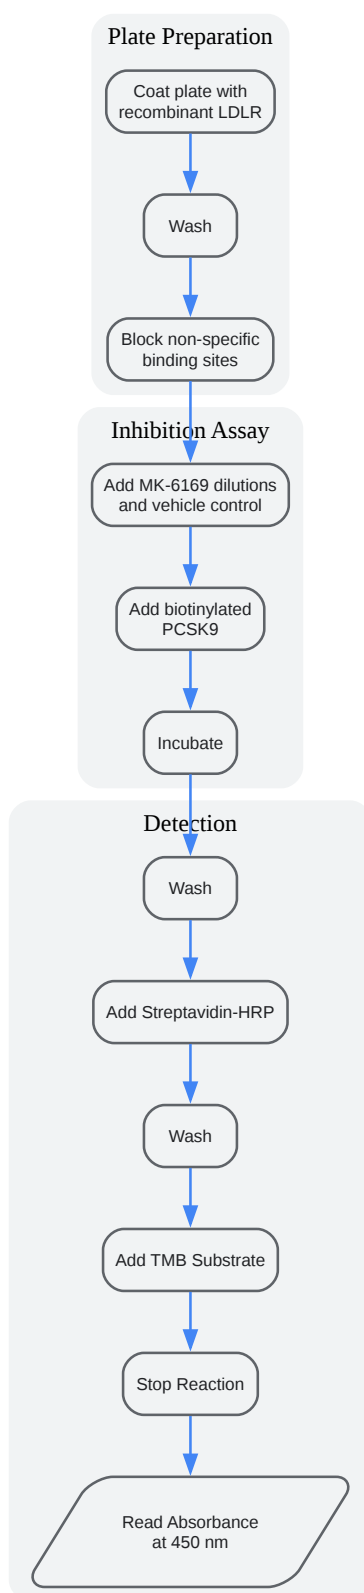 Plate Preparation
Coat plate with
recombinant LDLR
Wash
Block non-specific
binding sites
Inhibition Assay
Add MK-6169 dilutions
and vehicle control
Add biotinylated
PCSK9
Incubate
Detection
Wash
Add Streptavidin-HRP
Wash
Add TMB Substrate
Stop Reaction
Read Absorbance
at 450 nm